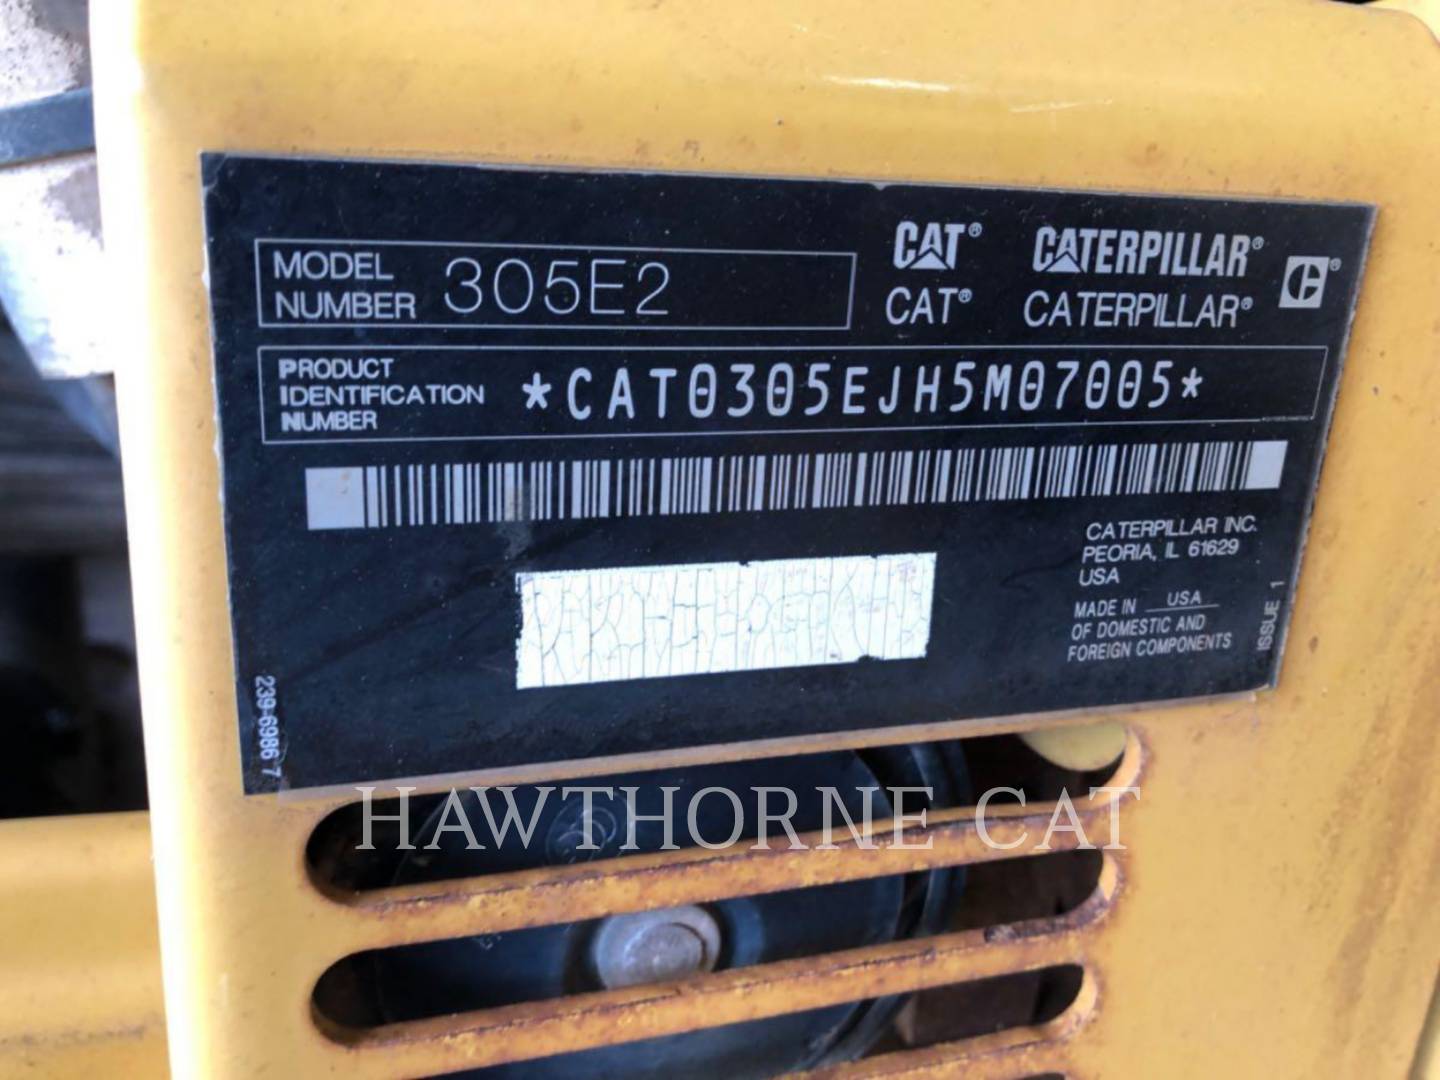 MODEL
NUMBER 305E2
CAT® CATERPILLAR®
CAT® CATERPILLAR®
PRODUCT
IDENTIFICATION
NUMBER
*CAT0305EJH5M07005*
CATERPILLAR INC.
PEORIA, IL 61629
USA
MADE IN USA
OF DOMESTIC AND
FOREIGN COMPONENTS
ISSUE 1
239-6986 7
HAWTHORNE CAT